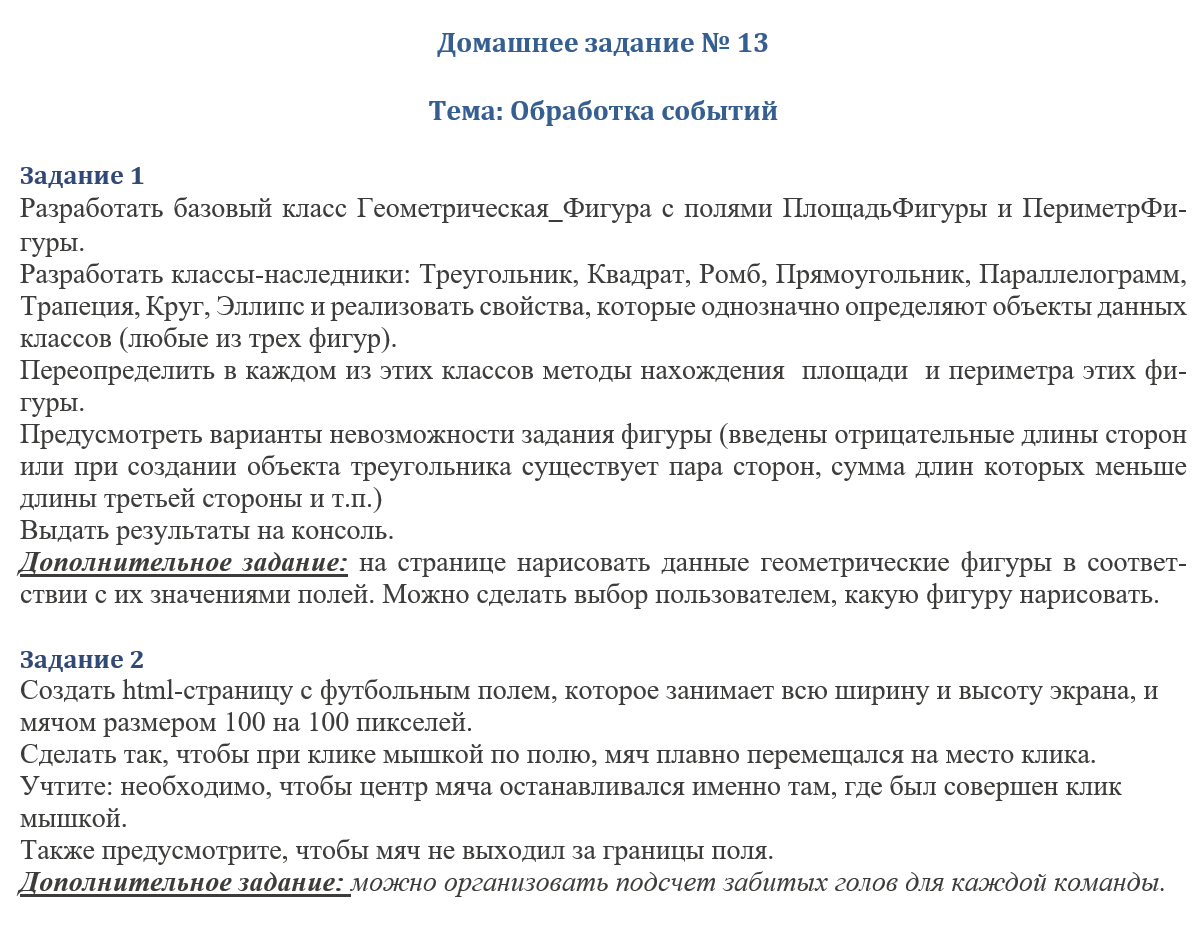 Домашнее задание № 13
Тема: Обработка событий
Задание 1
Разработать базовый класс Геометрическая_Фигура с полями ПлощадьФигуры и ПериметрФи-
гуры.
Разработать классы-наследники: Треугольник, Квадрат, Ромб, Прямоугольник, Параллелограмм,
Трапеция, Круг, Эллипс и реализовать свойства, которые однозначно определяют объекты данных
классов (любые из трех фигур).
Переопределить в каждом из этих классов методы нахождения  площади  и периметра этих фи-
гуры.
Предусмотреть варианты невозможности задания фигуры (введены отрицательные длины сторон
или при создании объекта треугольника существует пара сторон, сумма длин которых меньше
длины третьей стороны и т.п.)
Выдать результаты на консоль.
Дополнительное задание: на странице нарисовать данные геометрические фигуры в соответ-
ствии с их значениями полей. Можно сделать выбор пользователем, какую фигуру нарисовать.
Задание 2
Создать html-страницу с футбольным полем, которое занимает всю ширину и высоту экрана, и
мячом размером 100 на 100 пикселей.
Сделать так, чтобы при клике мышкой по полю, мяч плавно перемещался на место клика.
Учтите: необходимо, чтобы центр мяча останавливался именно там, где был совершен клик
мышкой.
Также предусмотрите, чтобы мяч не выходил за границы поля.
Дополнительное задание: можно организовать подсчет забитых голов для каждой команды.